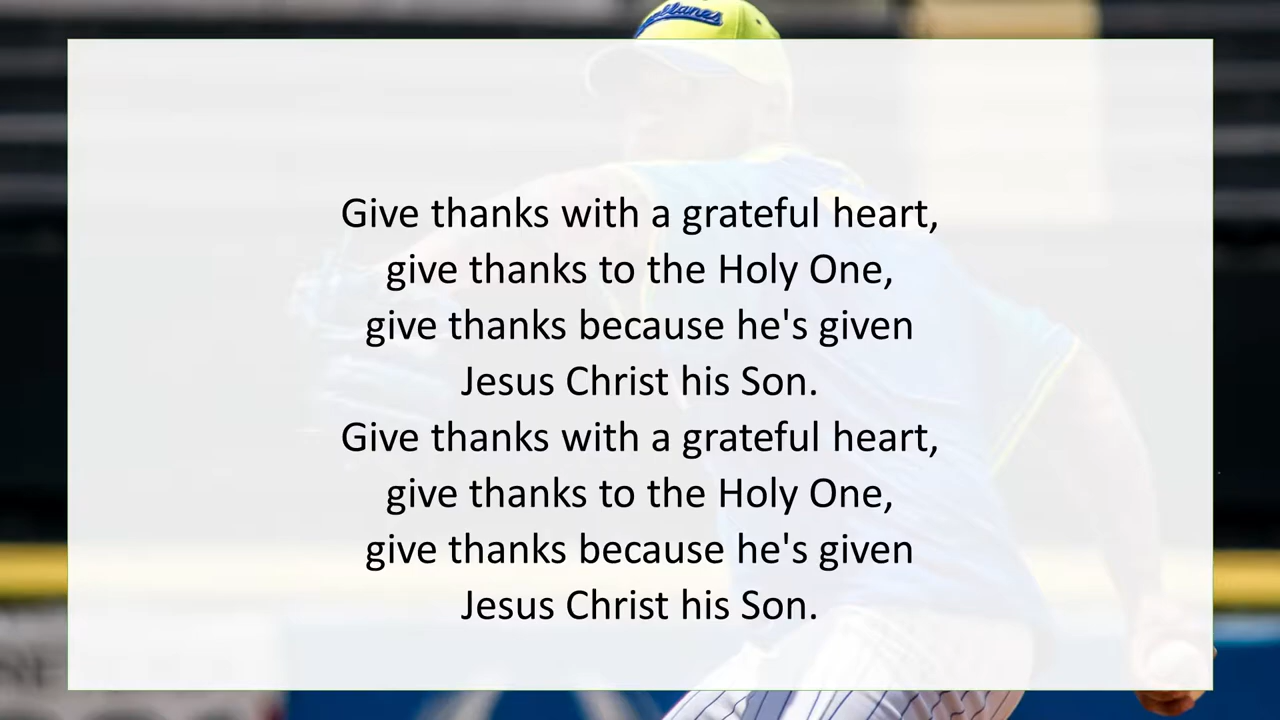 Give thanks with a grateful heart,
give thanks to the Holy One,
give thanks because he's given
Jesus Christ his Son.
Give thanks with a grateful heart,
give thanks to the Holy One,
give thanks because he's given
Jesus Christ his Son.